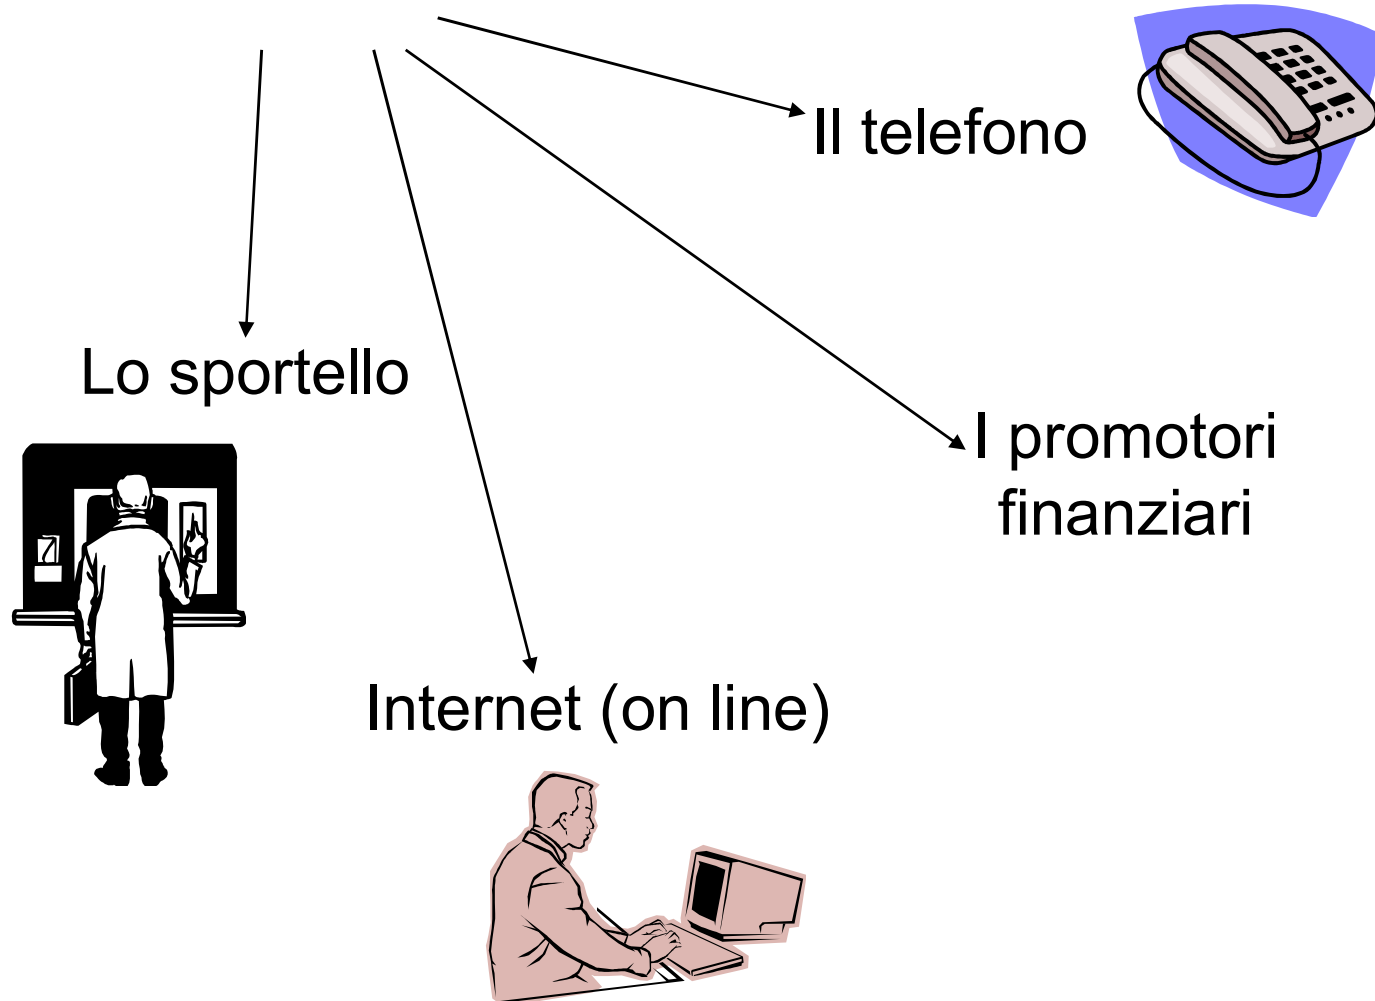 Il telefono
Lo sportello
I promotori
finanziari
Internet (on line)